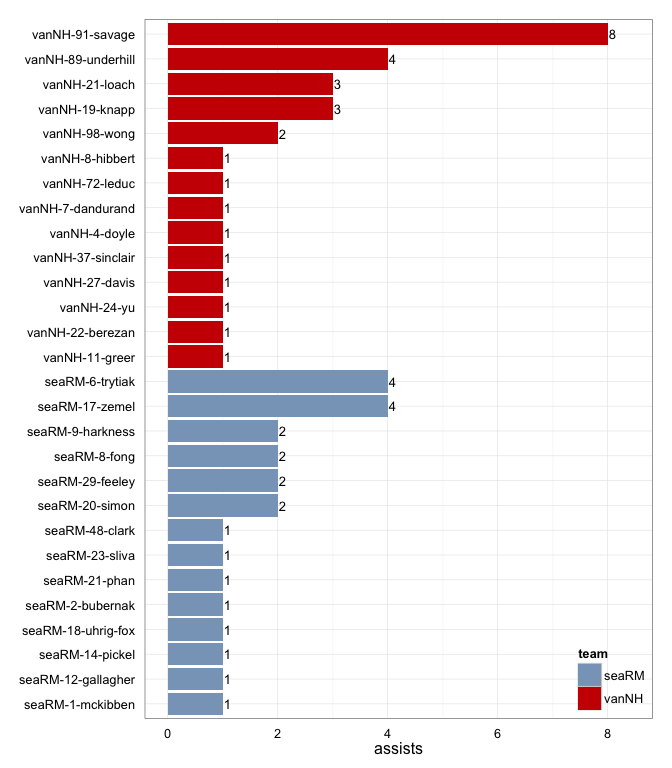 vanNH-91-savage 8
vanNH-89-underhill 4
vanNH-21-loach 3
vanNH-19-knapp 3
vanNH-98-wong 2
vanNH-8-hibbert 1
vanNH-72-leduc 1
vanNH-7-dandurand 1
vanNH-4-doyle 1
vanNH-37-sinclair 1
vanNH-27-davis 1
vanNH-24-yu 1
vanNH-22-berezan 1
vanNH-11-greer 1
seaRM-6-trytiak 4
seaRM-17-zemel 4
seaRM-9-harkness 2
seaRM-8-fong 2
seaRM-29-feeley 2
seaRM-20-simon 2
seaRM-48-clark 1
seaRM-23-sliva 1
seaRM-21-phan 1
seaRM-2-bubernak 1
seaRM-18-uhrig-fox 1
seaRM-14-pickel 1
seaRM-12-gallagher 1
seaRM-1-mckibben 1
team
seaRM
vanNH
0 2 4 6 8
assists